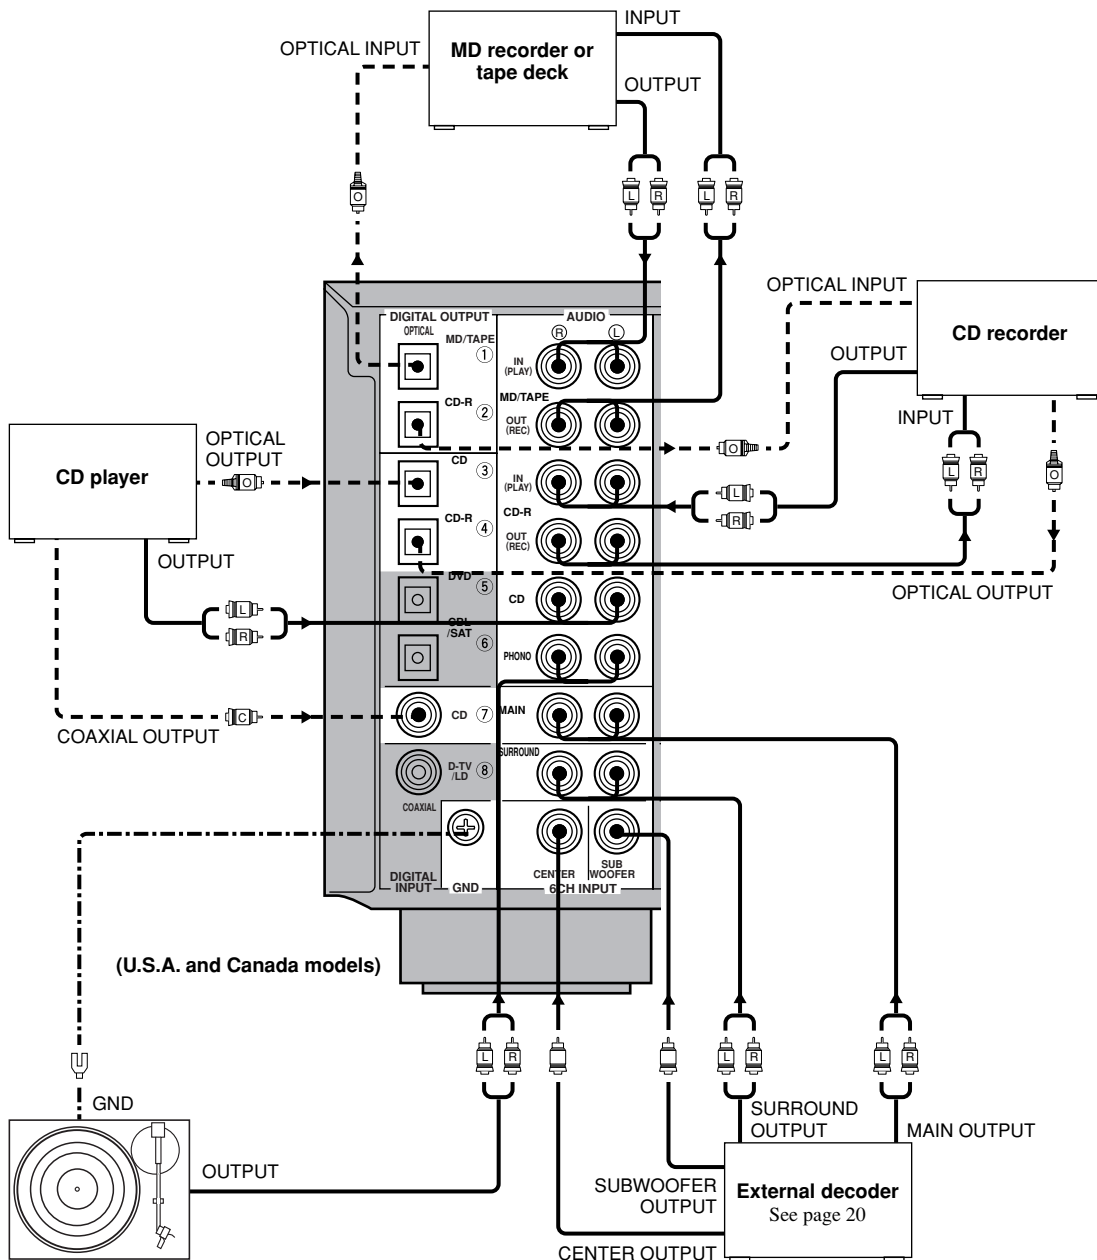 INPUT
OPTICAL INPUT
MD recorder or
tape deck
OUTPUT
O
L R L R
OPTICAL INPUT
CD recorder
OUTPUT
INPUT
DIGITAL OUTPUT
OPTICAL
AUDIO
R L
MD/TAPE
1
IN
(PLAY)
MD/TAPE
CD-R
2
OUT
(REC)
O
L R
O
OPTICAL
OUTPUT
CD player
O
CD
3
IN
(PLAY)
L
R
CD-R
CD-R
4
OUT
(REC)
OUTPUT
OPTICAL OUTPUT
DVD
5
CD
L
R
CBL
/SAT
6
PHONO
C
COAXIAL OUTPUT
CD
7
MAIN
SURROUND
D-TV
/LD
8
COAXIAL
DIGITAL
INPUT
GND
CENTER
SUB
WOOFER
6CH INPUT
(U.S.A. and Canada models)
L R L R L R
GND
OUTPUT
SURROUND
OUTPUT
MAIN OUTPUT
SUBWOOFER
OUTPUT
External decoder
See page 20
CENTER OUTPUT